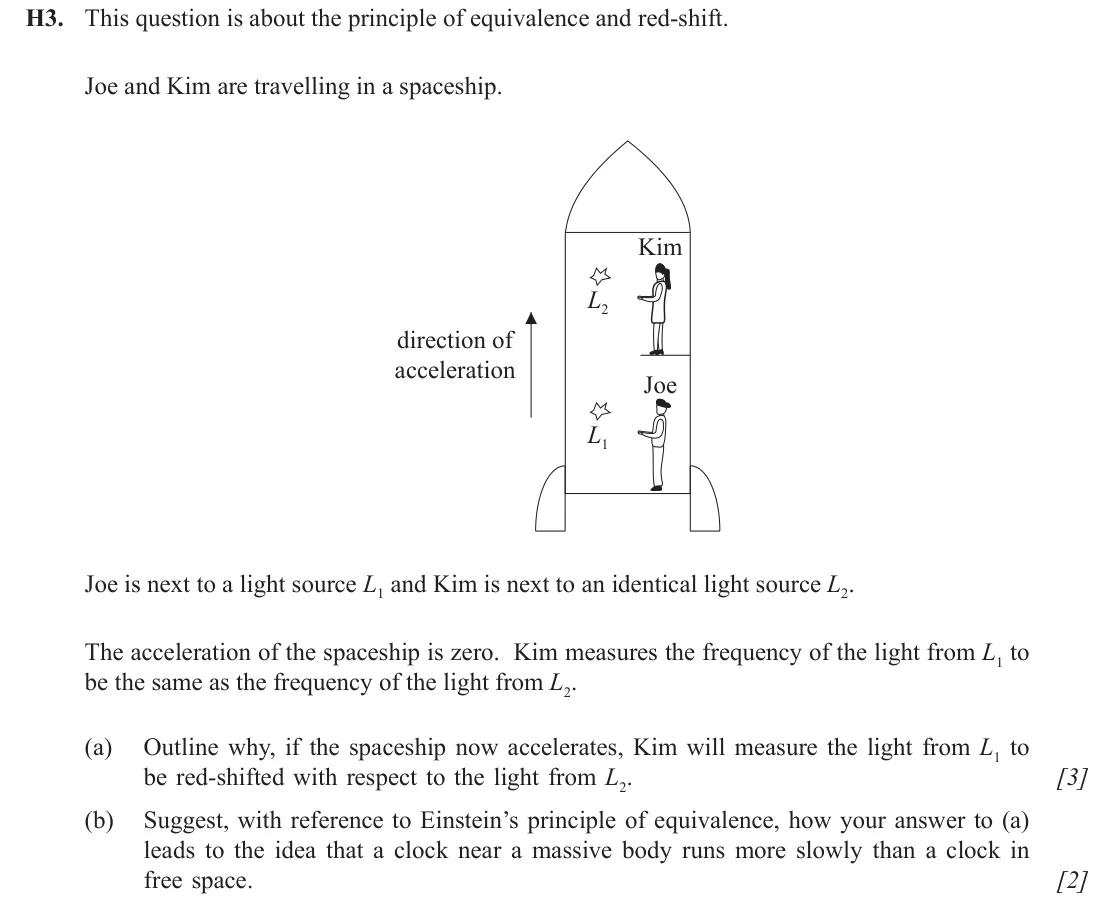 H3. This question is about the principle of equivalence and red-shift.
Joe and Kim are travelling in a spaceship.
Kim
L₂
direction of
acceleration
Joe
L₁
Joe is next to a light source L₁ and Kim is next to an identical light source L₂.
The acceleration of the spaceship is zero. Kim measures the frequency of the light from L₁ to
be the same as the frequency of the light from L₂.
(a) Outline why, if the spaceship now accelerates, Kim will measure the light from L₁ to
be red-shifted with respect to the light from L₂. [3]
(b) Suggest, with reference to Einstein's principle of equivalence, how your answer to (a)
leads to the idea that a clock near a massive body runs more slowly than a clock in
free space. [2]